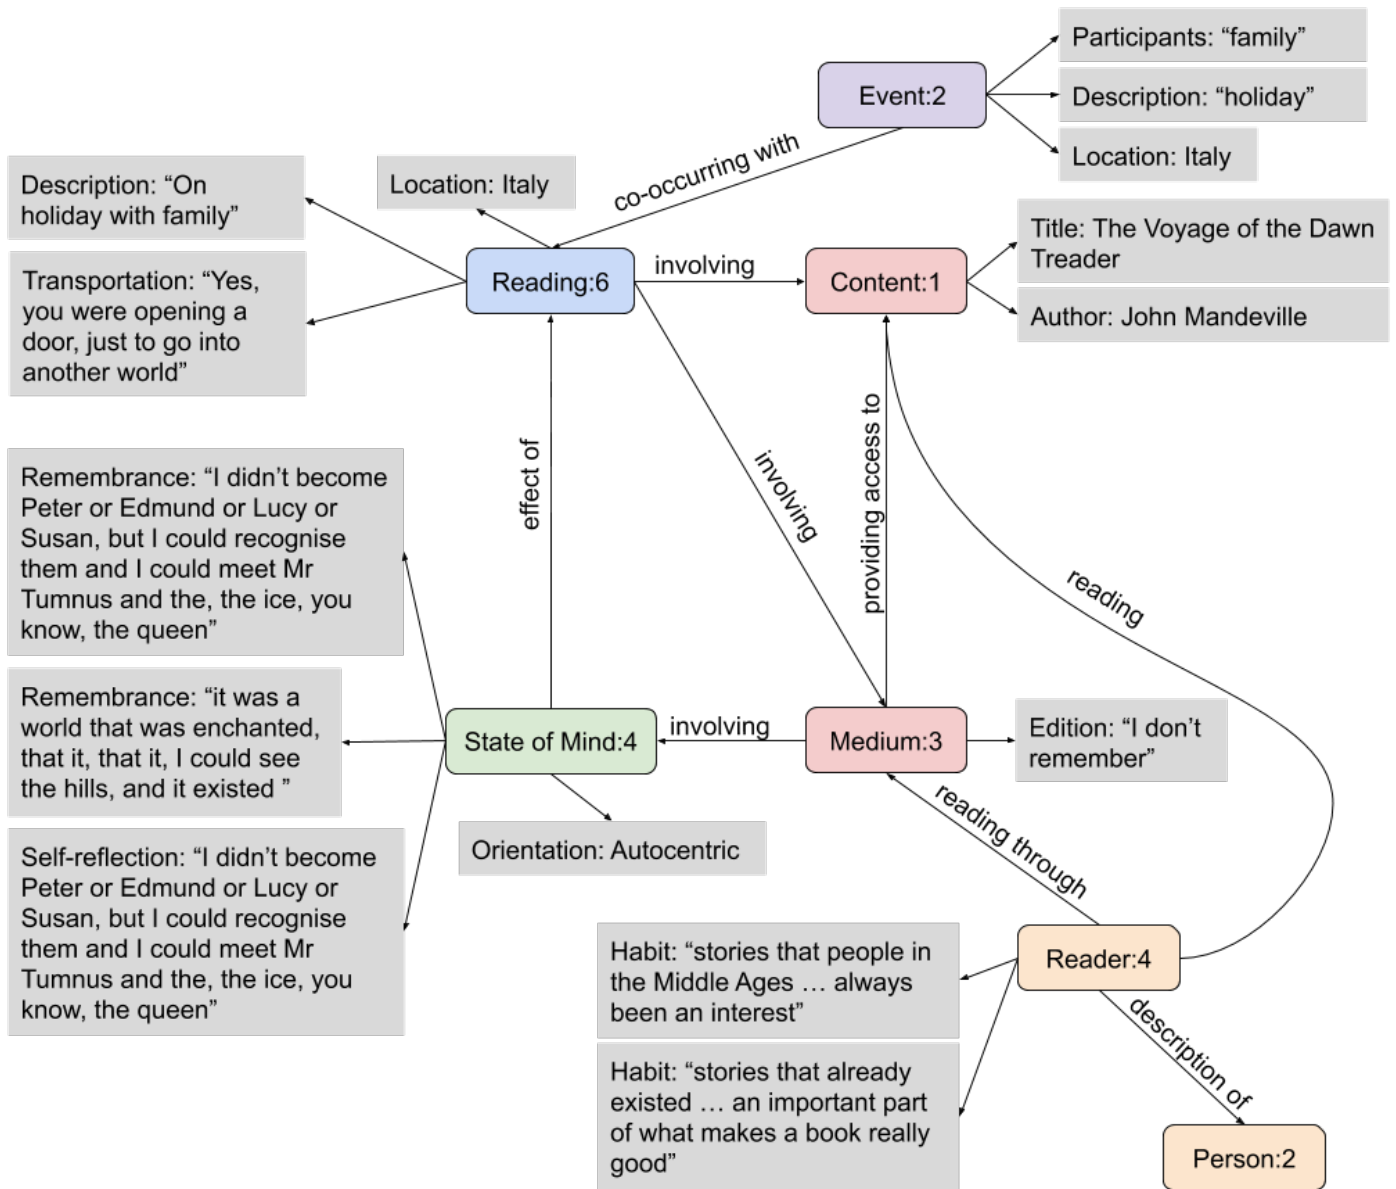 Participants: “family”
Event:2
Description: “holiday”
Location: Italy
co-occurring with
Description: “On
holiday with family”
Location: Italy
Title: The Voyage of the Dawn
Treader
Reading:6
involving
Content:1
Author: John Mandeville
Transportation: “Yes,
you were opening a
door, just to go into
another world”
effect of
involving
providing access to
reading
Remembrance: “I didn’t become
Peter or Edmund or Lucy or
Susan, but I could recognise
them and I could meet Mr
Tumnus and the, the ice, you
know, the queen”
Remembrance: “it was a
world that was enchanted,
that it, that it, I could see
the hills, and it existed ”
State of Mind:4
involving
Medium:3
Edition: “I don’t
remember”
Orientation: Autocentric
reading through
Self-reflection: “I didn’t become
Peter or Edmund or Lucy or
Susan, but I could recognise
them and I could meet Mr
Tumnus and the, the ice, you
know, the queen”
Habit: “stories that people in
the Middle Ages … always
been an interest”
Reader:4
description of
Habit: “stories that already
existed … an important part
of what makes a book really
good”
Person:2